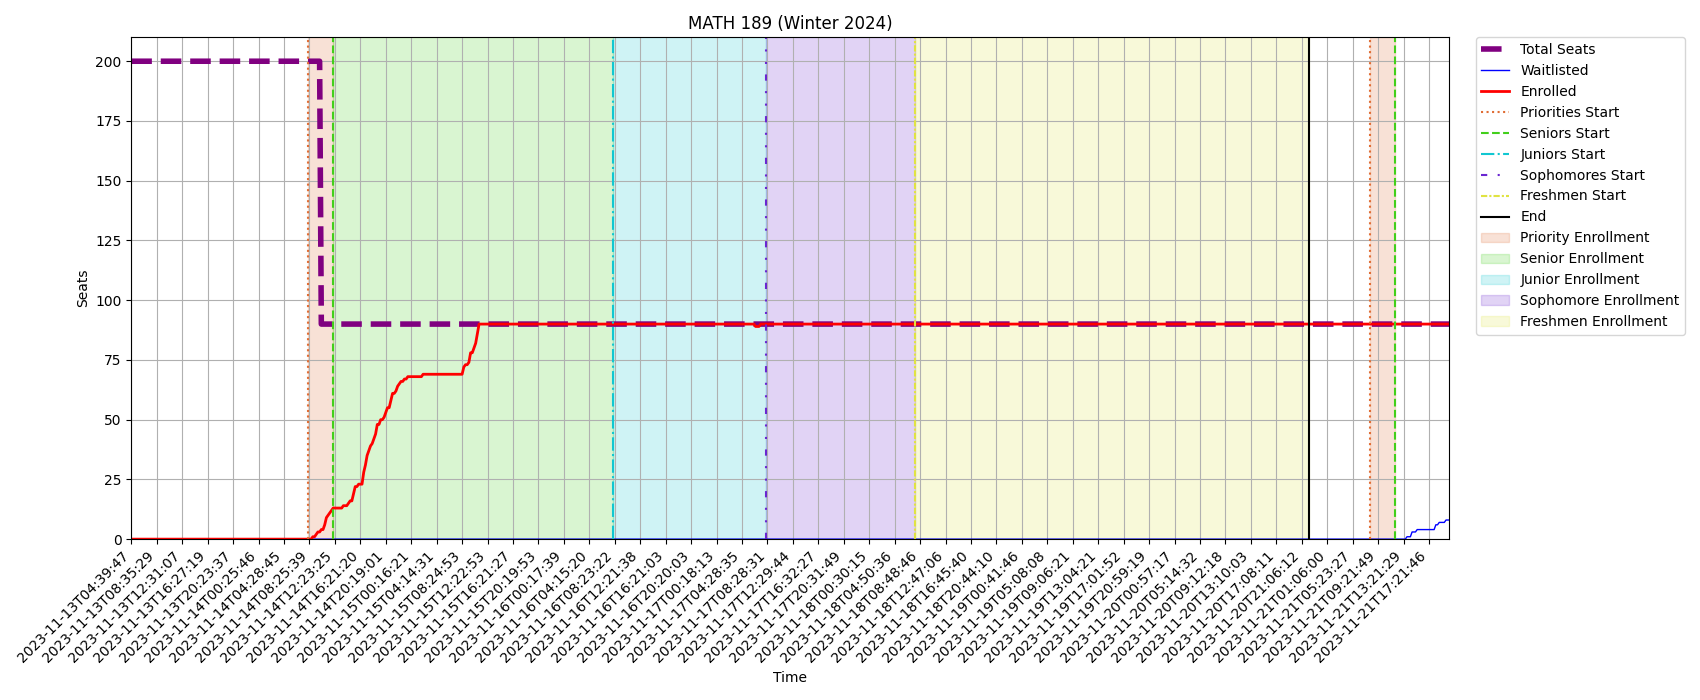 MATH 189 (Winter 2024)
Seats
200
175
150
125
100
75
50
25
0
2023-11-13T04:39:47
2023-11-13T08:35:29
2023-11-13T12:31:07
2023-11-13T16:27:19
2023-11-13T20:23:37
2023-11-14T00:25:46
2023-11-14T04:28:45
2023-11-14T08:25:39
2023-11-14T12:23:25
2023-11-14T16:21:20
2023-11-14T20:19:01
2023-11-15T00:16:21
2023-11-15T04:14:31
2023-11-15T08:24:53
2023-11-15T12:22:53
2023-11-15T16:21:27
2023-11-15T20:19:53
2023-11-16T00:17:39
2023-11-16T04:15:20
2023-11-16T08:23:22
2023-11-16T12:21:38
2023-11-16T16:21:03
2023-11-16T20:20:03
2023-11-17T00:18:13
2023-11-17T04:28:35
2023-11-17T08:28:31
2023-11-17T12:29:44
2023-11-17T16:32:27
2023-11-17T20:31:49
2023-11-18T00:30:15
2023-11-18T04:50:36
2023-11-18T08:48:46
2023-11-18T12:47:06
2023-11-18T16:45:40
2023-11-18T20:44:10
2023-11-19T00:41:46
2023-11-19T05:08:08
2023-11-19T09:06:21
2023-11-19T13:04:21
2023-11-19T17:01:52
2023-11-19T20:59:19
2023-11-20T00:57:17
2023-11-20T05:14:32
2023-11-20T09:12:18
2023-11-20T13:10:03
2023-11-20T17:08:11
2023-11-20T21:06:12
2023-11-21T01:06:00
2023-11-21T05:23:27
2023-11-21T09:21:49
2023-11-21T13:21:29
2023-11-21T17:21:46
Time
Total Seats
Waitlisted
Enrolled
Priorities Start
Seniors Start
Juniors Start
Sophomores Start
Freshmen Start
End
Priority Enrollment
Senior Enrollment
Junior Enrollment
Sophomore Enrollment
Freshmen Enrollment